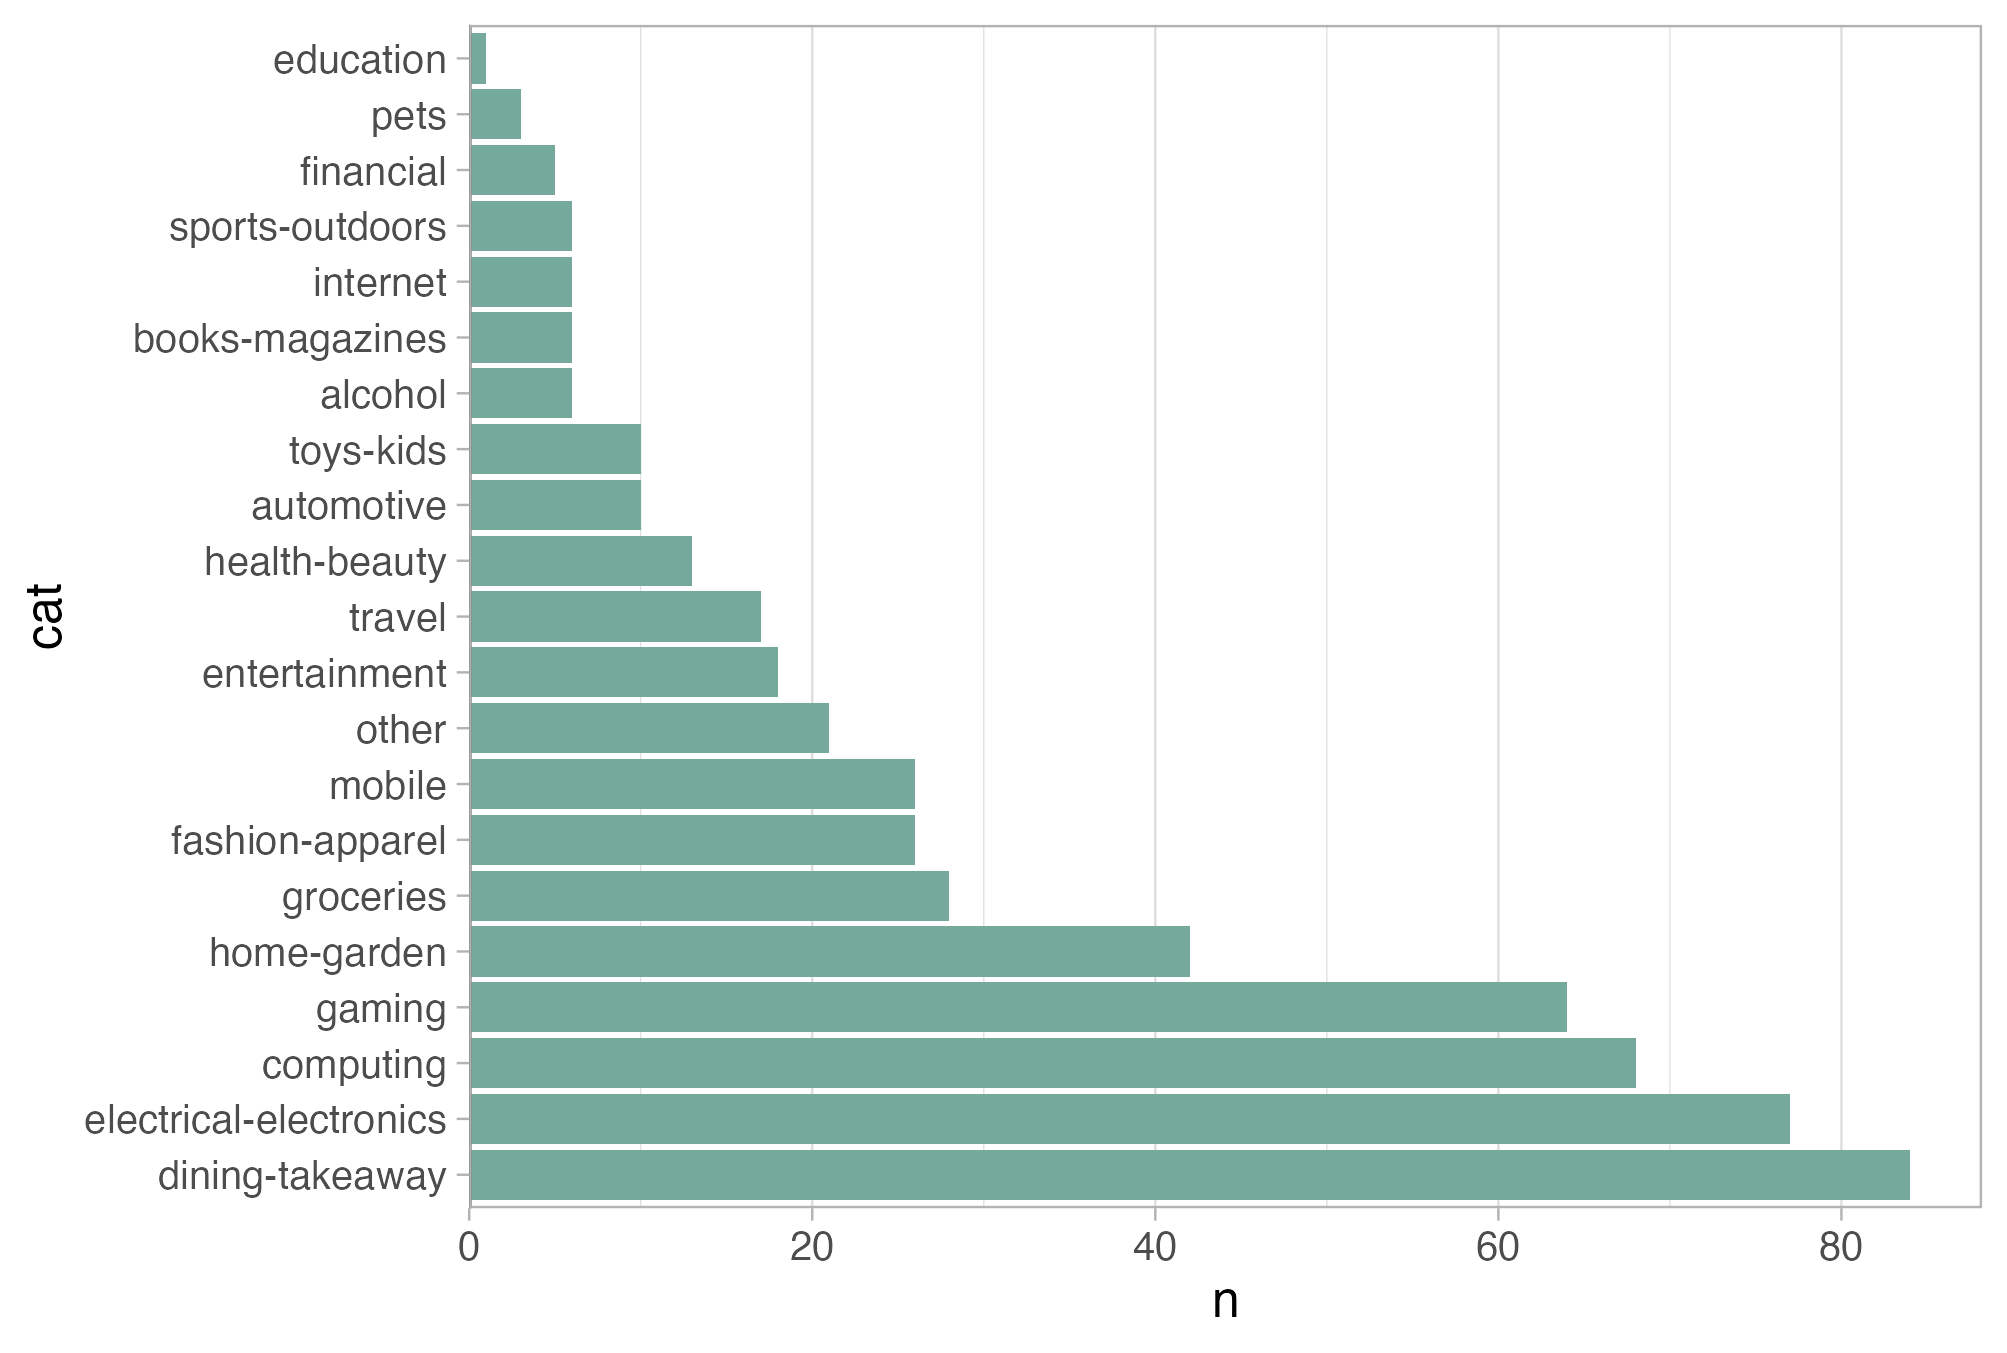 education
pets
financial
sports-outdoors
internet
books-magazines
alcohol
toys-kids
automotive
health-beauty
travel
entertainment
other
mobile
fashion-apparel
groceries
home-garden
gaming
computing
electrical-electronics
dining-takeaway
cat
0 20 40 60 80
n